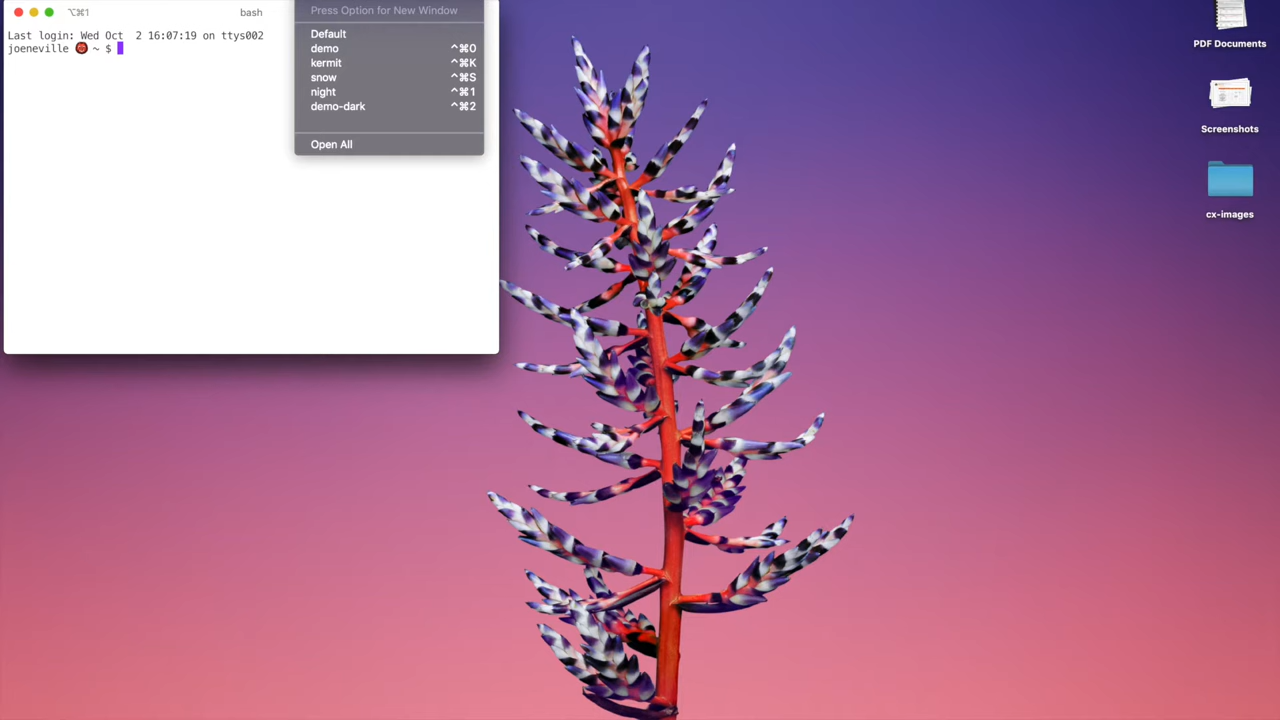 ⌥⌘1
bash
Last login: Wed Oct  2 16:07:19 on ttys002
joeneville 👹 ~ $
Press Option for New Window
Default
demo ^⌘0
kermit ^⌘K
snow ^⌘S
night ^⌘1
demo-dark ^⌘2
Open All
PDF Documents
Screenshots
cx-images